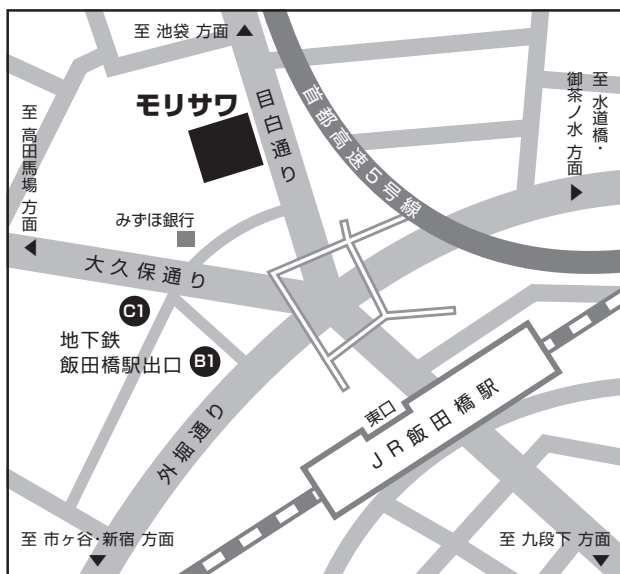 至 池袋 方面
モリサワ
目白通り
首都高速5号線
至 水道橋・
御茶ノ水 方面
至 高田馬場 方面
みずほ銀行
大久保通り
C1
地下鉄
飯田橋駅出口
B1
外堀通り
東口
JR飯田橋駅
至 市ヶ谷・新宿 方面
至 九段下 方面